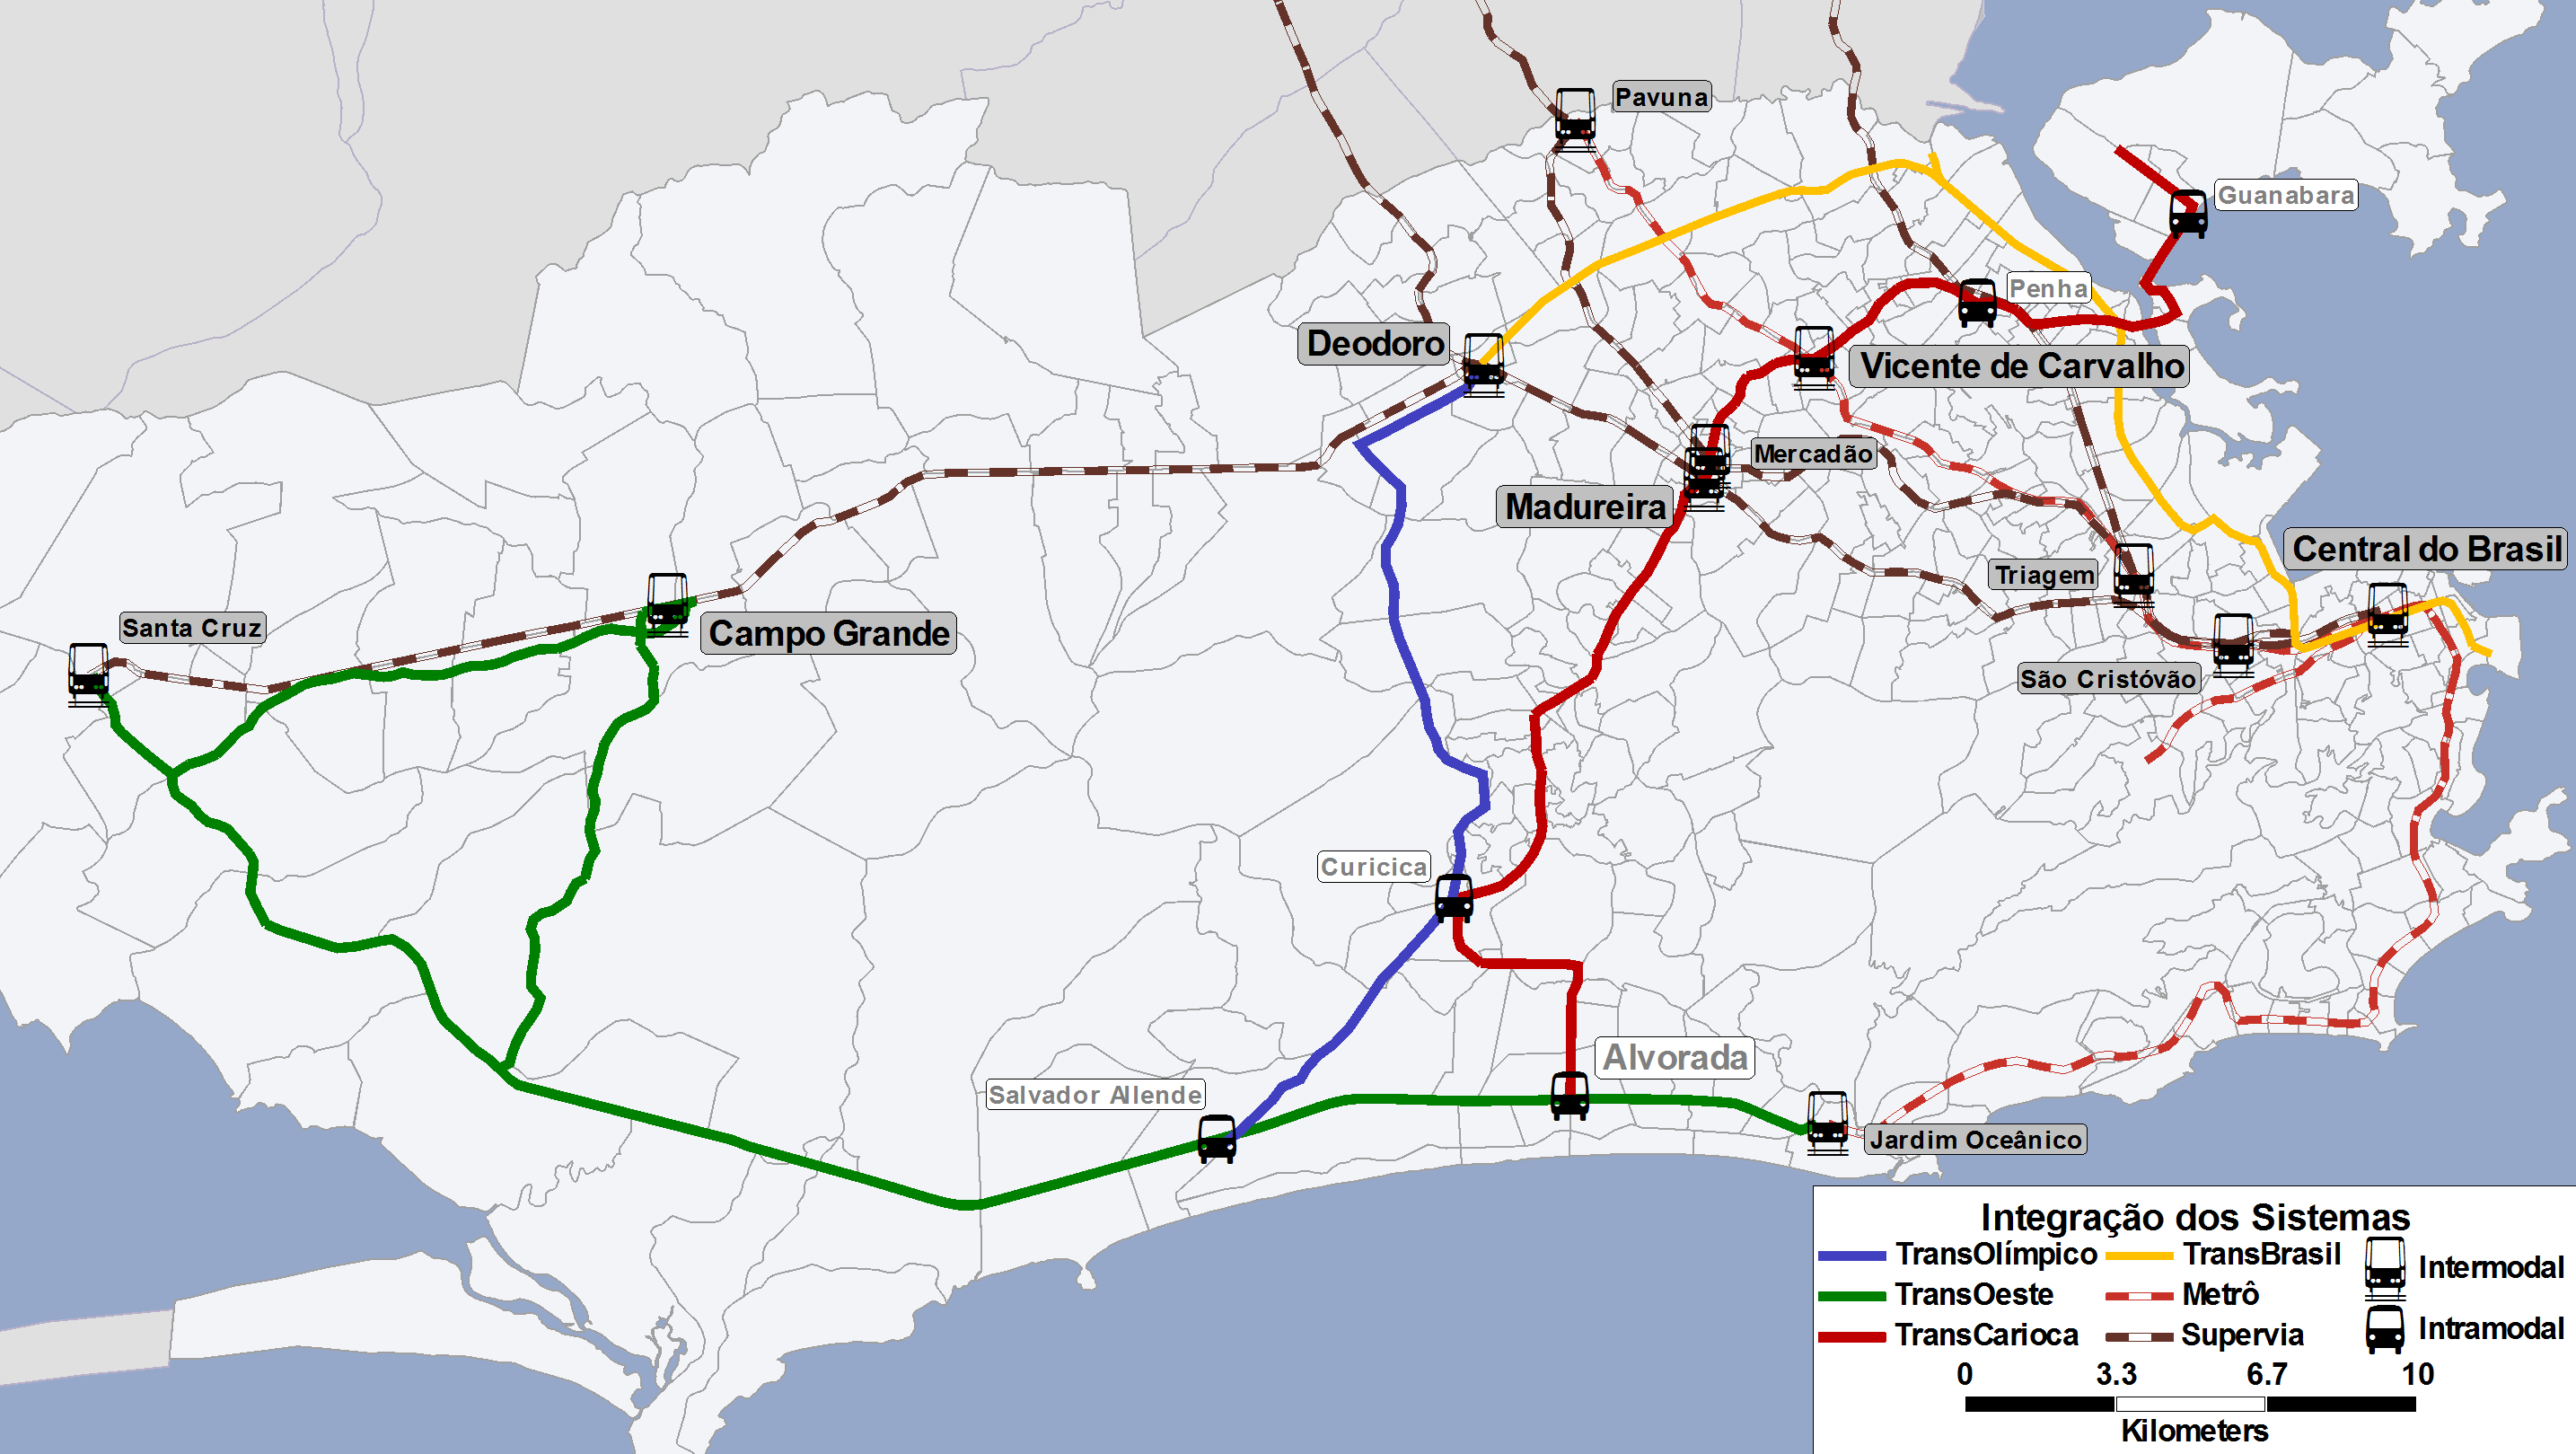 Pavuna
Guanabara
Penha
Deodoro
Vicente de Carvalho
Mercadão
Madureira
Central do Brasil
Triagem
Santa Cruz
Campo Grande
São Cristóvão
Curicica
Alvorada
Salvador Allende
Jardim Oceânico
Integração dos Sistemas
TransOlímpico TransBrasil
Intermodal
TransOeste Metrô
TransCarioca Supervia
Intramodal
0 3.3 6.7 10
Kilometers